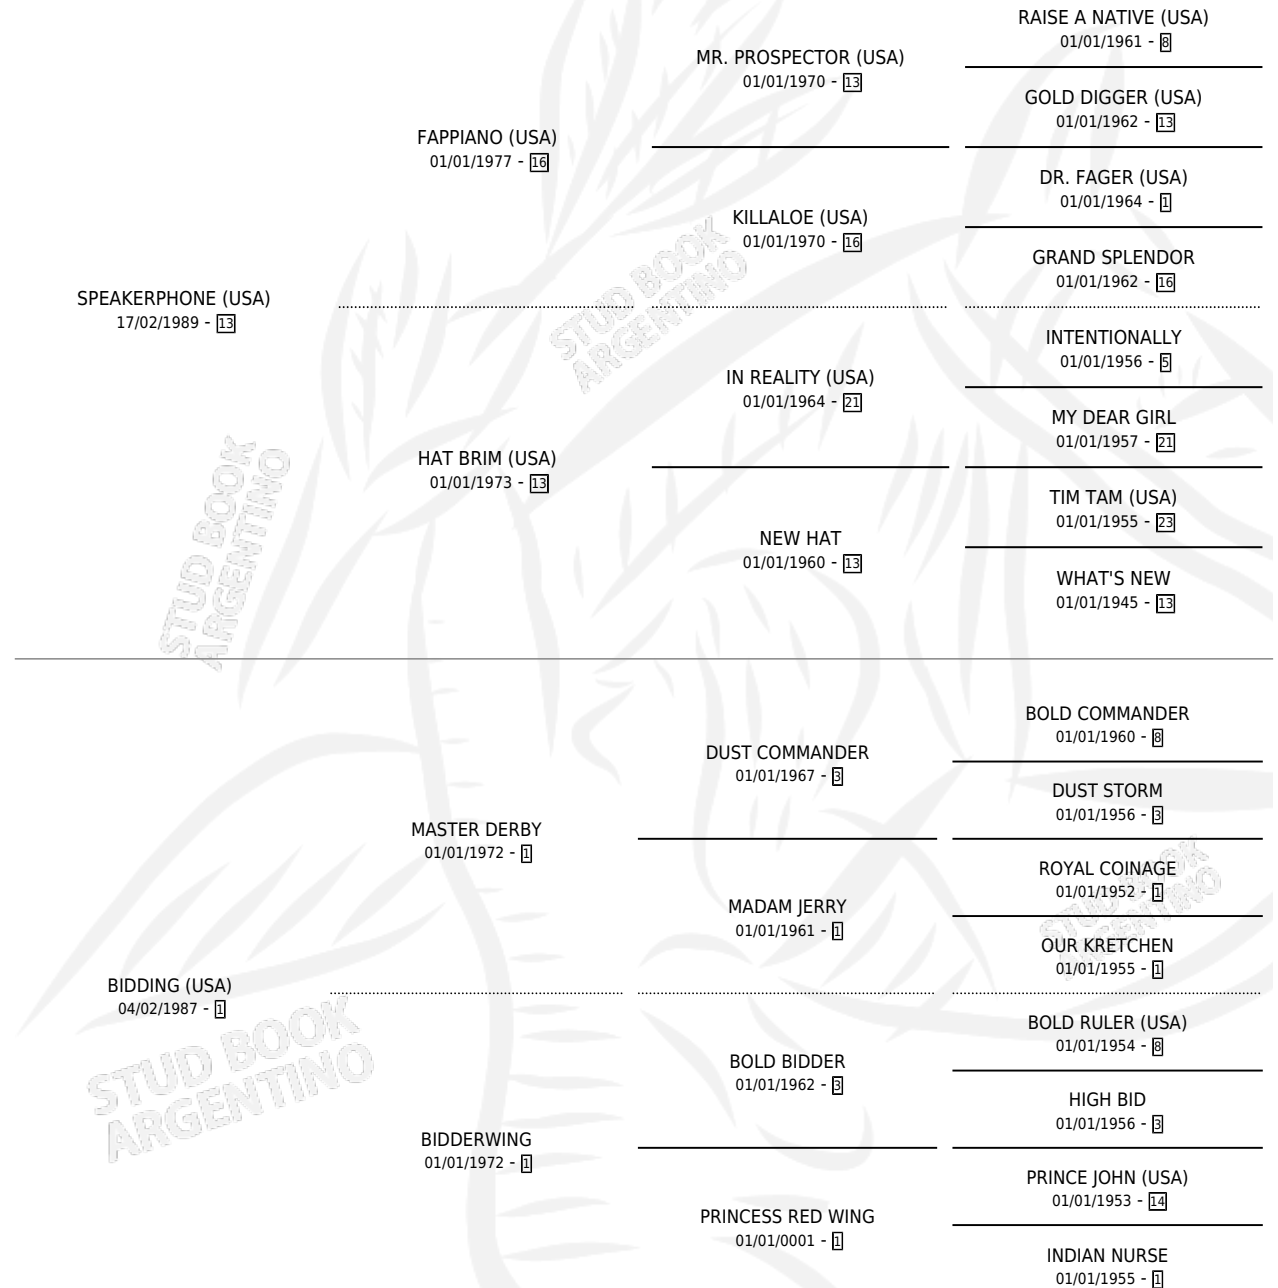 RAISE A NATIVE (USA)
01/01/1961 - 8
MR. PROSPECTOR (USA)
01/01/1970 - 13
GOLD DIGGER (USA)
01/01/1962 - 13
FAPPIANO (USA)
01/01/1977 - 16
DR. FAGER (USA)
01/01/1964 - 1
KILLALOE (USA)
01/01/1970 - 16
GRAND SPLENDOR
01/01/1962 - 16
SPEAKERPHONE (USA)
17/02/1989 - 13
INTENTIONALLY
01/01/1956 - 5
IN REALITY (USA)
01/01/1964 - 21
MY DEAR GIRL
01/01/1957 - 21
HAT BRIM (USA)
01/01/1973 - 13
TIM TAM (USA)
01/01/1955 - 23
NEW HAT
01/01/1960 - 13
WHAT'S NEW
01/01/1945 - 13
STUD BOOK
ARGENTINO
STUD BOOK
ARGENTINO
BOLD COMMANDER
01/01/1960 - 8
DUST COMMANDER
01/01/1967 - 3
DUST STORM
01/01/1956 - 3
MASTER DERBY
01/01/1972 - 1
ROYAL COINAGE
01/01/1952 - 1
MADAM JERRY
01/01/1961 - 1
OUR KRETCHEN
01/01/1955 - 1
BIDDING (USA)
04/02/1987 - 1
BOLD RULER (USA)
01/01/1954 - 8
BOLD BIDDER
01/01/1962 - 3
HIGH BID
01/01/1956 - 3
BIDDERWING
01/01/1972 - 1
PRINCE JOHN (USA)
01/01/1953 - 14
PRINCESS RED WING
01/01/0001 - 1
INDIAN NURSE
01/01/1955 - 1
STUD BOOK
ARGENTINO
STUD BOOK
ARGENTINO